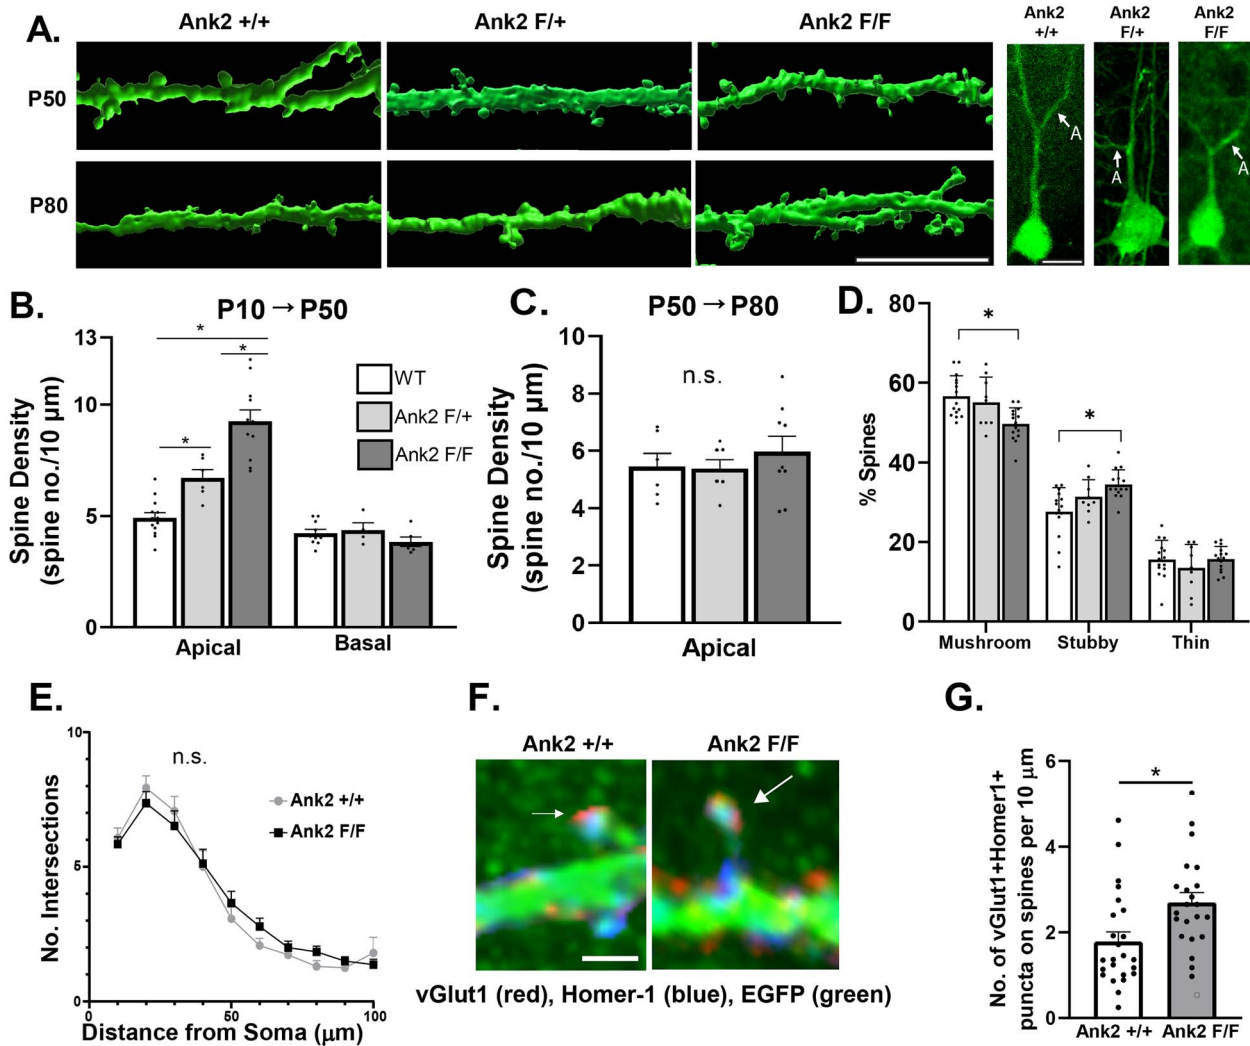 A.
Ank2 +/+
Ank2 F/+
Ank2 F/F
Ank2
+/+
Ank2
F/+
Ank2
F/F
P50
P80
A
A
A
B.
P10 → P50
Spine Density
(spine no./10 µm)
13
10
5
0
*
*
*
WT
Ank2 F/+
Ank2 F/F
Apical
Basal
C.
P50 → P80
Spine Density
(spine no./10 µm)
10
8
6
4
2
0
n.s.
Apical
D.
% Spines
80
60
40
20
0
*
*
Mushroom
Stubby
Thin
E.
No. Intersections
10
5
0
n.s.
Ank2 +/+
Ank2 F/F
0
50
100
Distance from Soma (µm)
F.
Ank2 +/+
Ank2 F/F
vGlut1 (red), Homer-1 (blue), EGFP (green)
G.
No. of vGlut1+Homer1+
puncta on spines per 10 µm
6
4
2
0
*
Ank2 +/+
Ank2 F/F